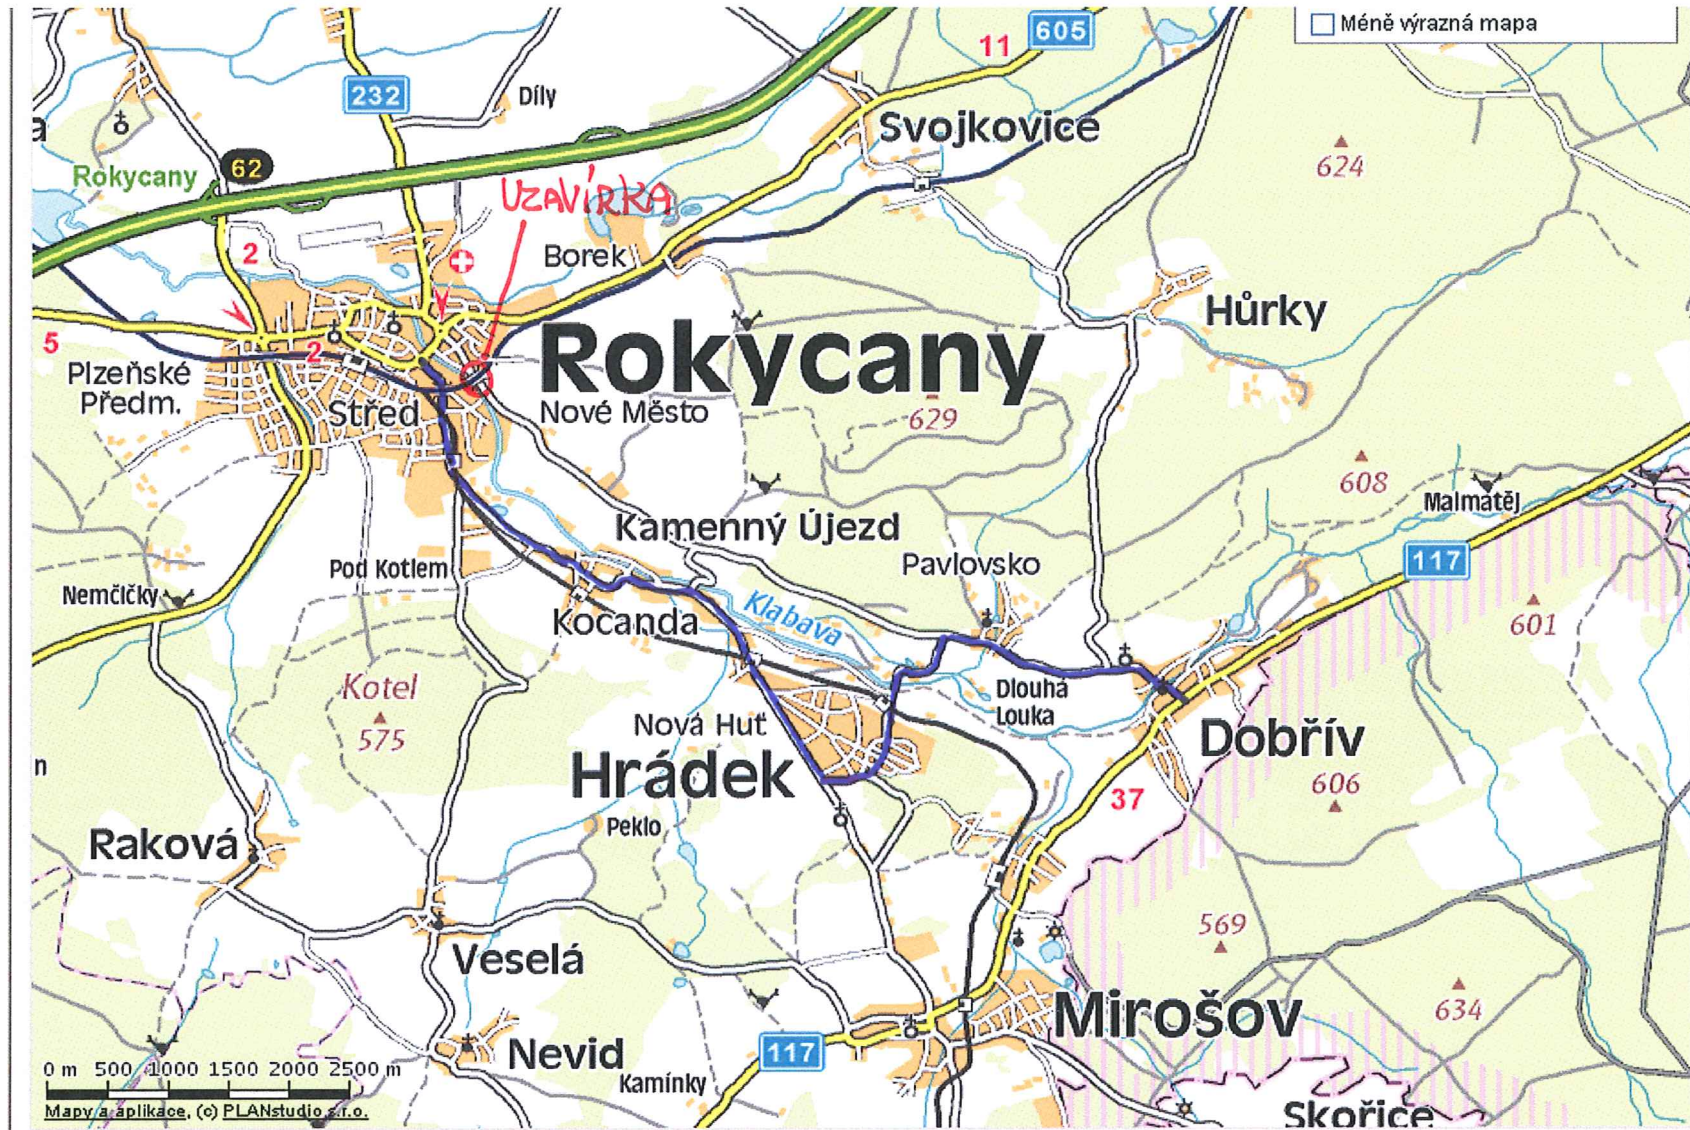 Méně výrazná mapa
605
11
232
Díly
a
Svojkovice
624
Rokycany
62
UZAVÍRKA
2
Borek
Hůrky
5
2
Rokycany
Plzeňské
Předm.
Střed
Nové Město
629
608
Malmatěj
Kamenný Újezd
117
Pavlovsko
Pod Kotlem
Nemčičky
Klabava
601
Kocanda
Kotel
575
Dlouhá
Louka
Nová Huť
Dobřív
n
Hrádek
606
37
Peklo
Raková
569
Veselá
634
Mirošov
Nevid
117
Kamínky
0 m 500 1000 1500 2000 2500 m
Mapy a aplikace, (c) PLANstudio s.r.o.
Skořice